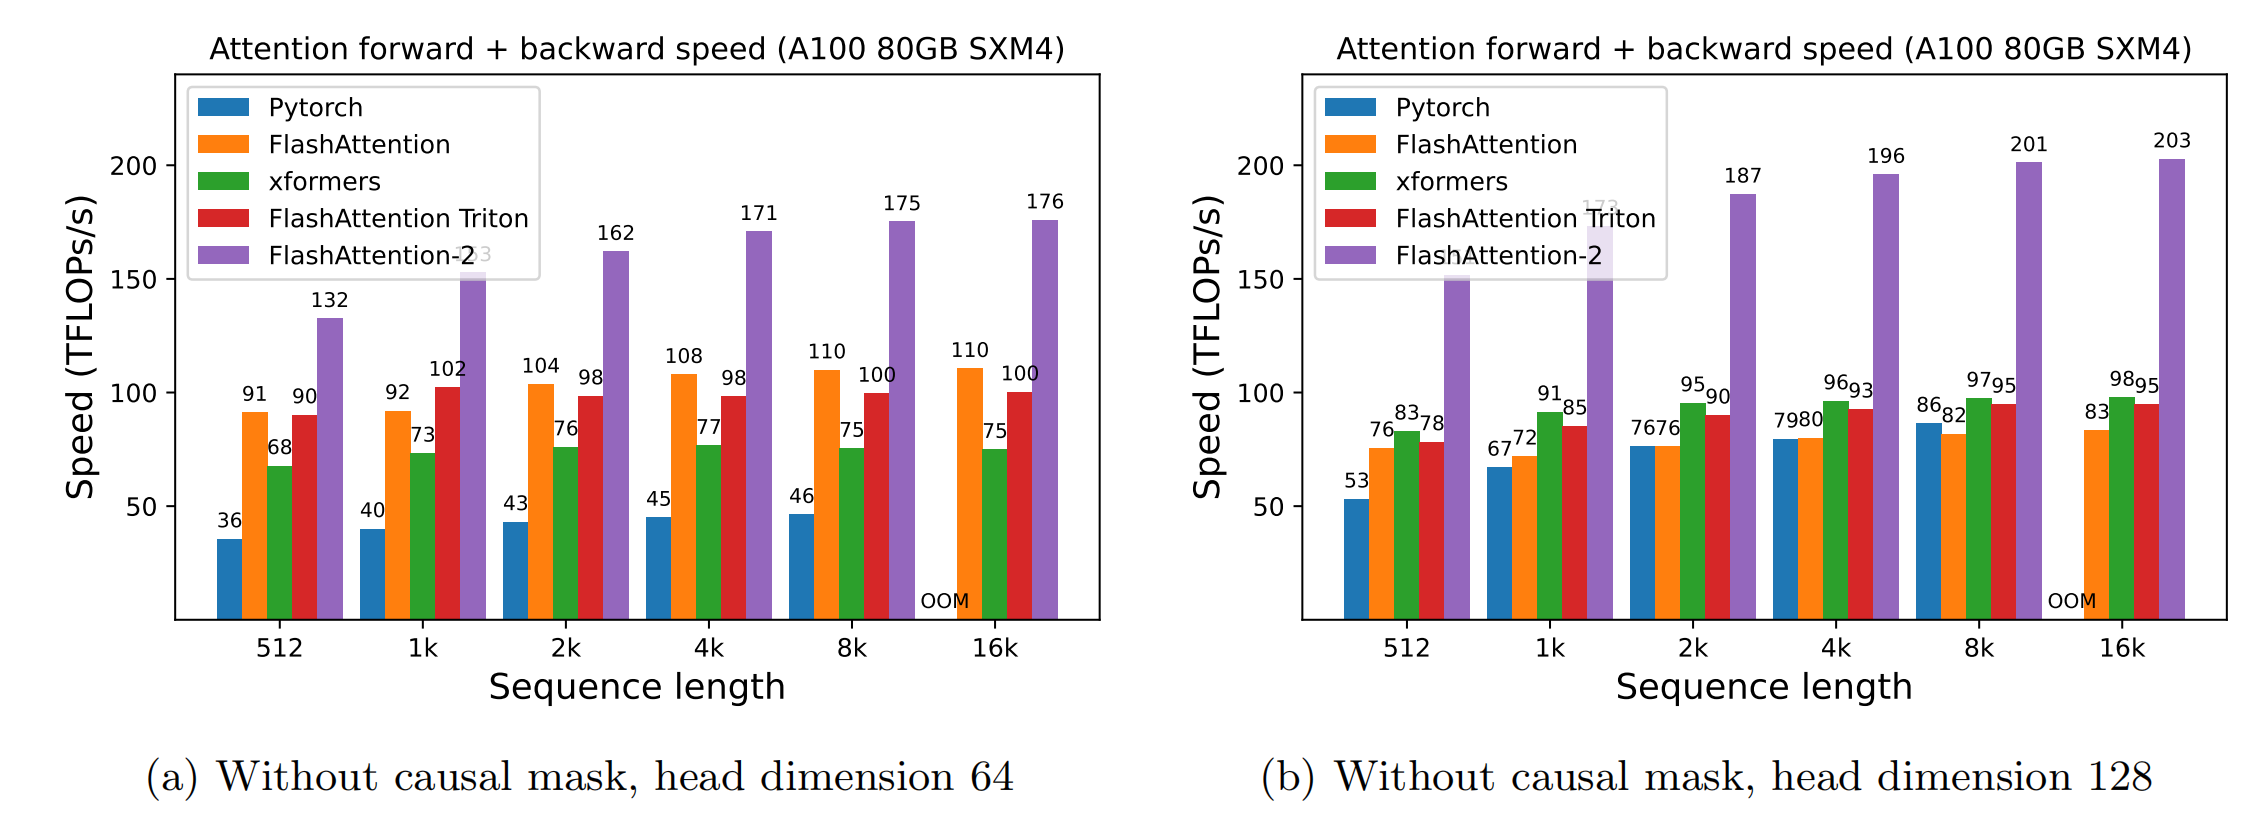 Attention forward + backward speed (A100 80GB SXM4)
Pytorch
FlashAttention
xformers
FlashAttention Triton
FlashAttention-2
Speed (TFLOPs/s)
200
150
100
50
36 91 68 90 132
40 92 73 102 153
43 104 76 98 162
45 108 77 98 171
46 110 75 100 175
OOM 110 75 100 176
512 1k 2k 4k 8k 16k
Sequence length
(a) Without causal mask, head dimension 64
Attention forward + backward speed (A100 80GB SXM4)
Pytorch
FlashAttention
xformers
FlashAttention Triton
FlashAttention-2
Speed (TFLOPs/s)
200
150
100
50
53 76 83 78
67 72 91 85 173
76 76 95 90 187
79 80 96 93 196
86 82 97 95 201
OOM 83 98 95 203
512 1k 2k 4k 8k 16k
Sequence length
(b) Without causal mask, head dimension 128